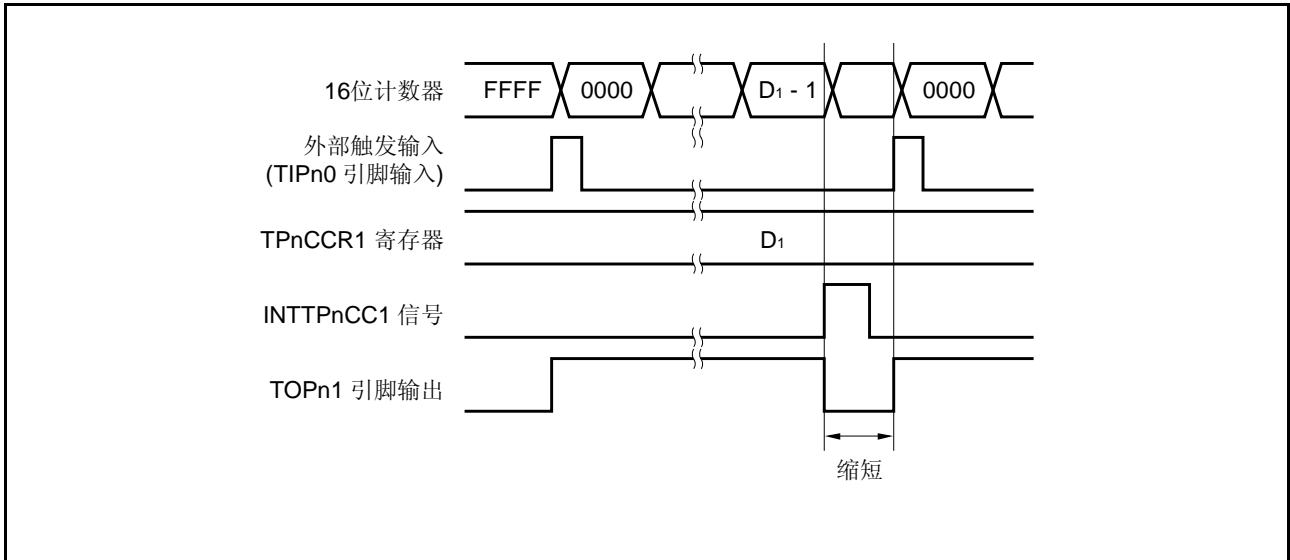 16位计数器 FFFF 0000 D1 - 1 0000
外部触发输入
(TIPn0 引脚输入)
TPnCCR1 寄存器 D1
INTTPnCC1 信号
TOPn1 引脚输出
缩短